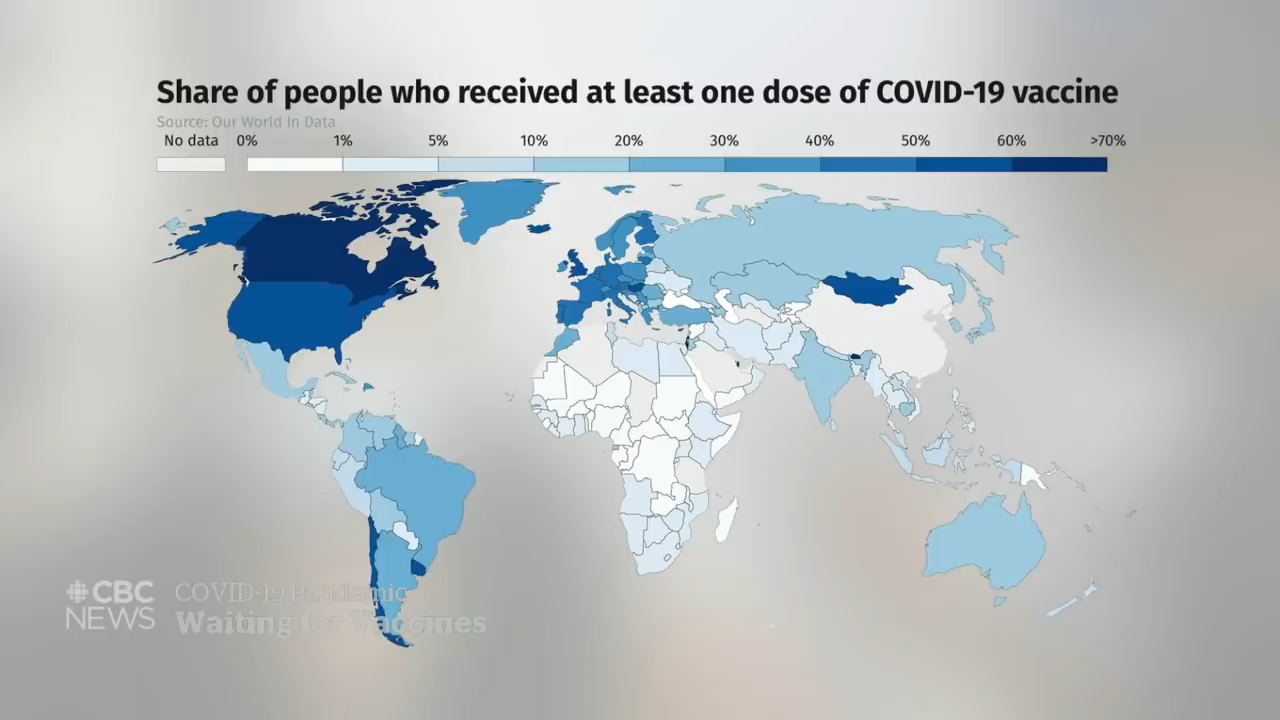 Share of people who received at least one dose of COVID-19 vaccine
Source: Our World In Data
No data 0% 1% 5% 10% 20% 30% 40% 50% 60% >70%
CBC
NEWS
COVID-19 Pandemic
Waiting for Vaccines